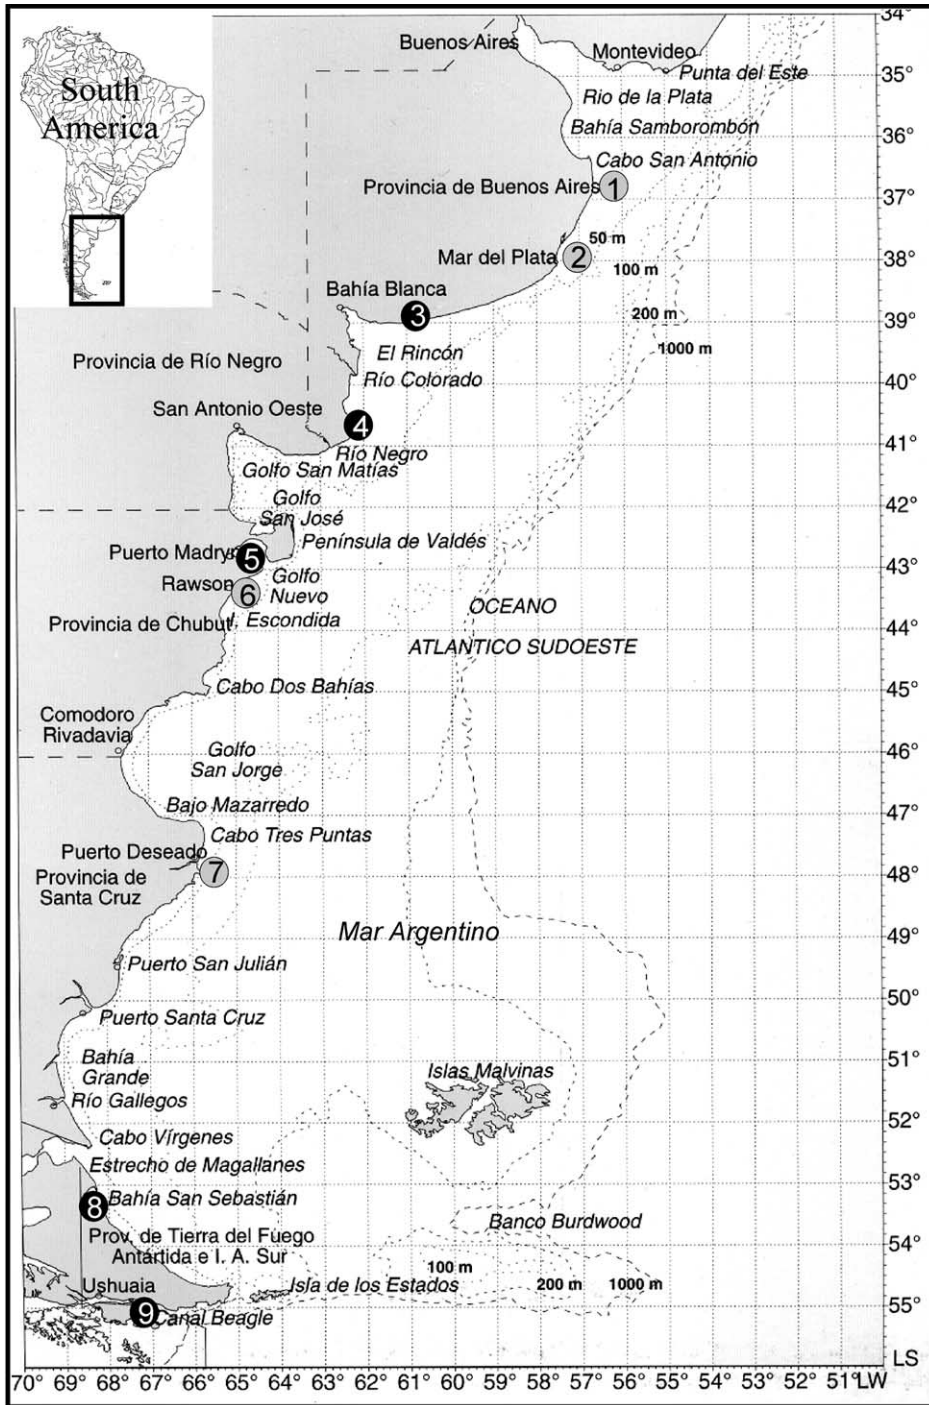 South
America
Buenos Aires
Montevideo
34°
35°
Punta del Este
Rio de la Plata
Bahía Samborombón
36°
Cabo San Antonio
Provincia de Buenos Aires
1
37°
50 m
Mar del Plata
2
38°
100 m
Bahía Blanca
3
200 m
39°
1000 m
El Rincón
Provincia de Río Negro
Río Colorado
40°
San Antonio Oeste
4
41°
Río Negro
Golfo San Matías
42°
Golfo
San José
Península de Valdés
Puerto Madryn
5
43°
Rawson
6
Golfo
Nuevo
OCEANO
I. Escondida
Provincia de Chubut
44°
ATLANTICO SUDOESTE
Cabo Dos Bahías
45°
Comodoro
Rivadavia
46°
Golfo
San Jorge
Bajo Mazarredo
47°
Cabo Tres Puntas
Puerto Deseado
7
48°
Provincia de
Santa Cruz
Mar Argentino
49°
Puerto San Julián
50°
Puerto Santa Cruz
51°
Bahía
Grande
Islas Malvinas
Río Gallegos
52°
Cabo Vírgenes
Estrecho de Magallanes
53°
8
Bahía San Sebastián
Banco Burdwood
Prov. de Tierra del Fuego
Antártida e I. A. Sur
54°
100 m
200 m
1000 m
Ushuaia
Isla de los Estados
55°
9
Canal Beagle
LS
70° 69° 68° 67° 66° 65° 64° 63° 62° 61° 60° 59° 58° 57° 56° 55° 54° 53° 52° 51° LW